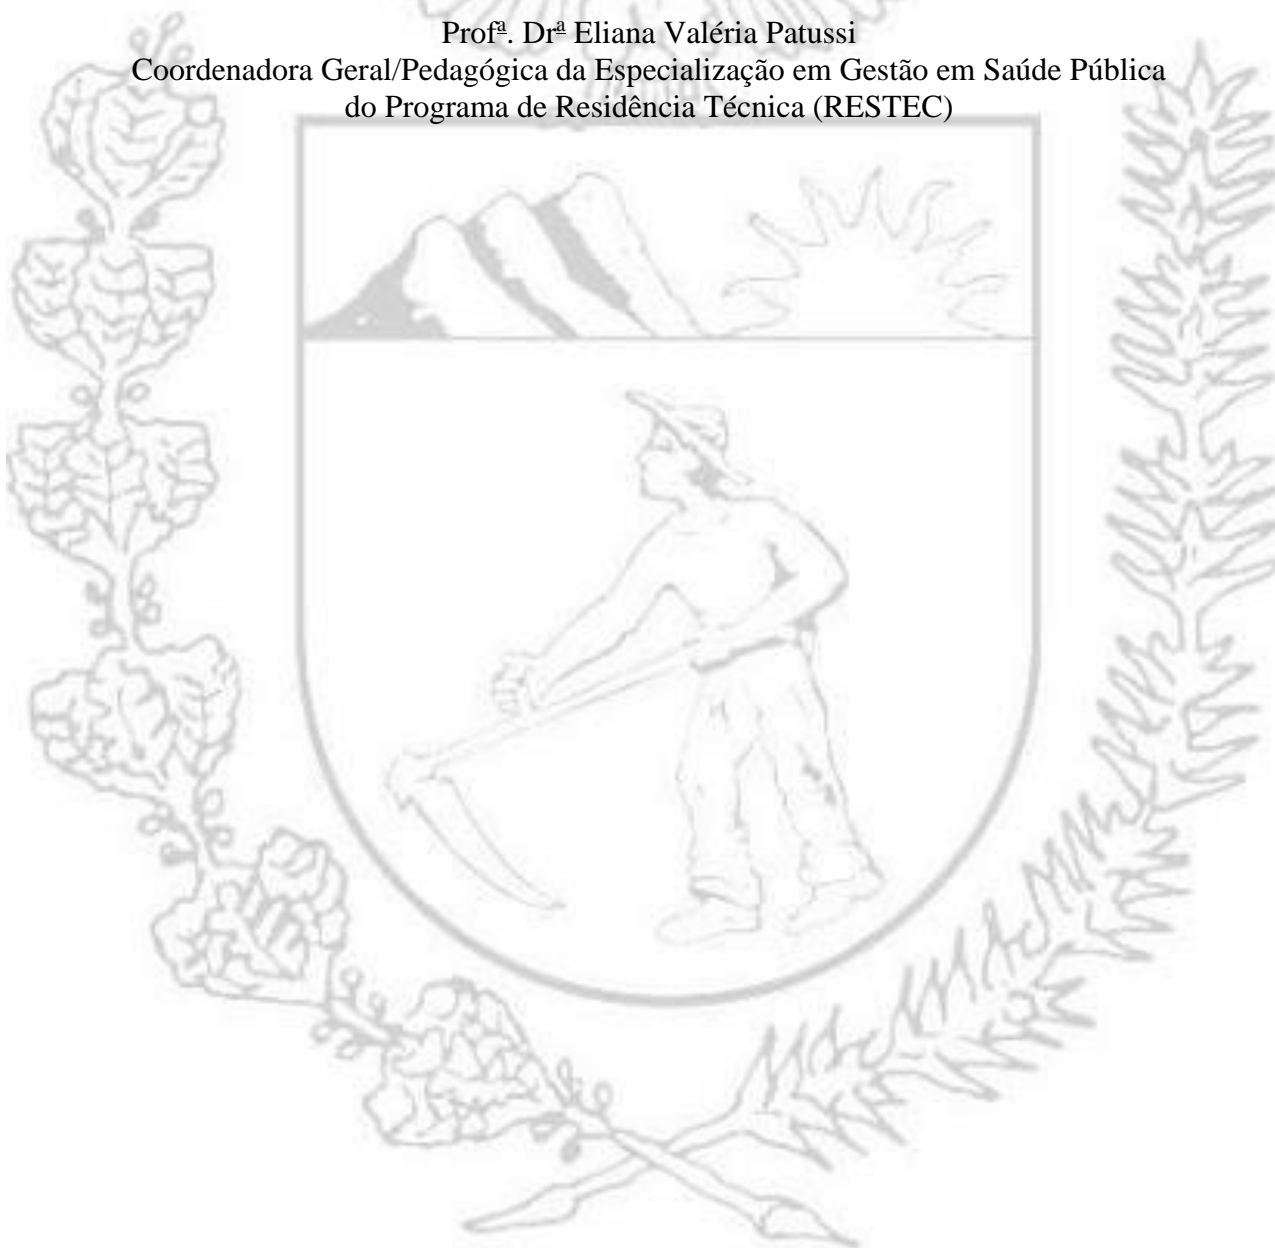 Profª. Drª Eliana Valéria Patussi
Coordenadora Geral/Pedagógica da Especialização em Gestão em Saúde Pública
do Programa de Residência Técnica (RESTEC)